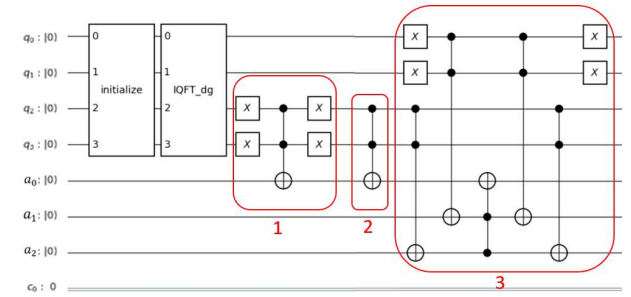 q₀ : |0⟩ 0 0 X X
q₁ : |0⟩ 1 1 X X
initialize IQFT_dg
q₂ : |0⟩ 2 2 X X
q₃ : |0⟩ 3 3 X X
a₀: |0⟩
a₁: |0⟩
1 2
a₂: |0⟩
c₀ : 0 3